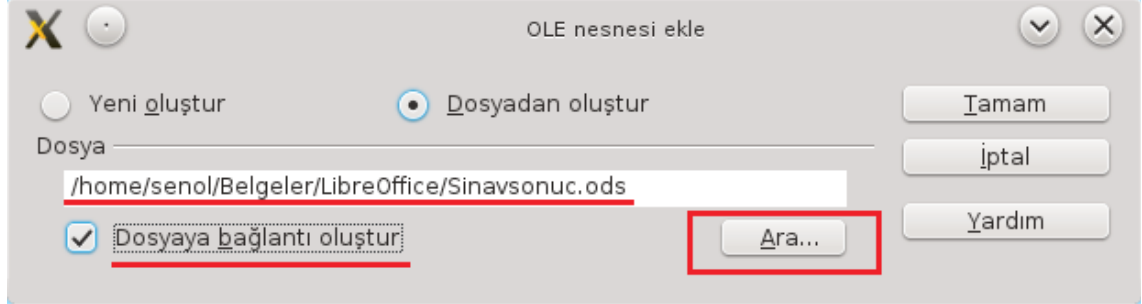 OLE nesnesi ekle
Yeni oluştur
Dosyadan oluştur
Tamam
Dosya
İptal
/home/senol/Belgeler/LibreOffice/Sinavsonuc.ods
Dosyaya bağlantı oluştur
Ara...
Yardım